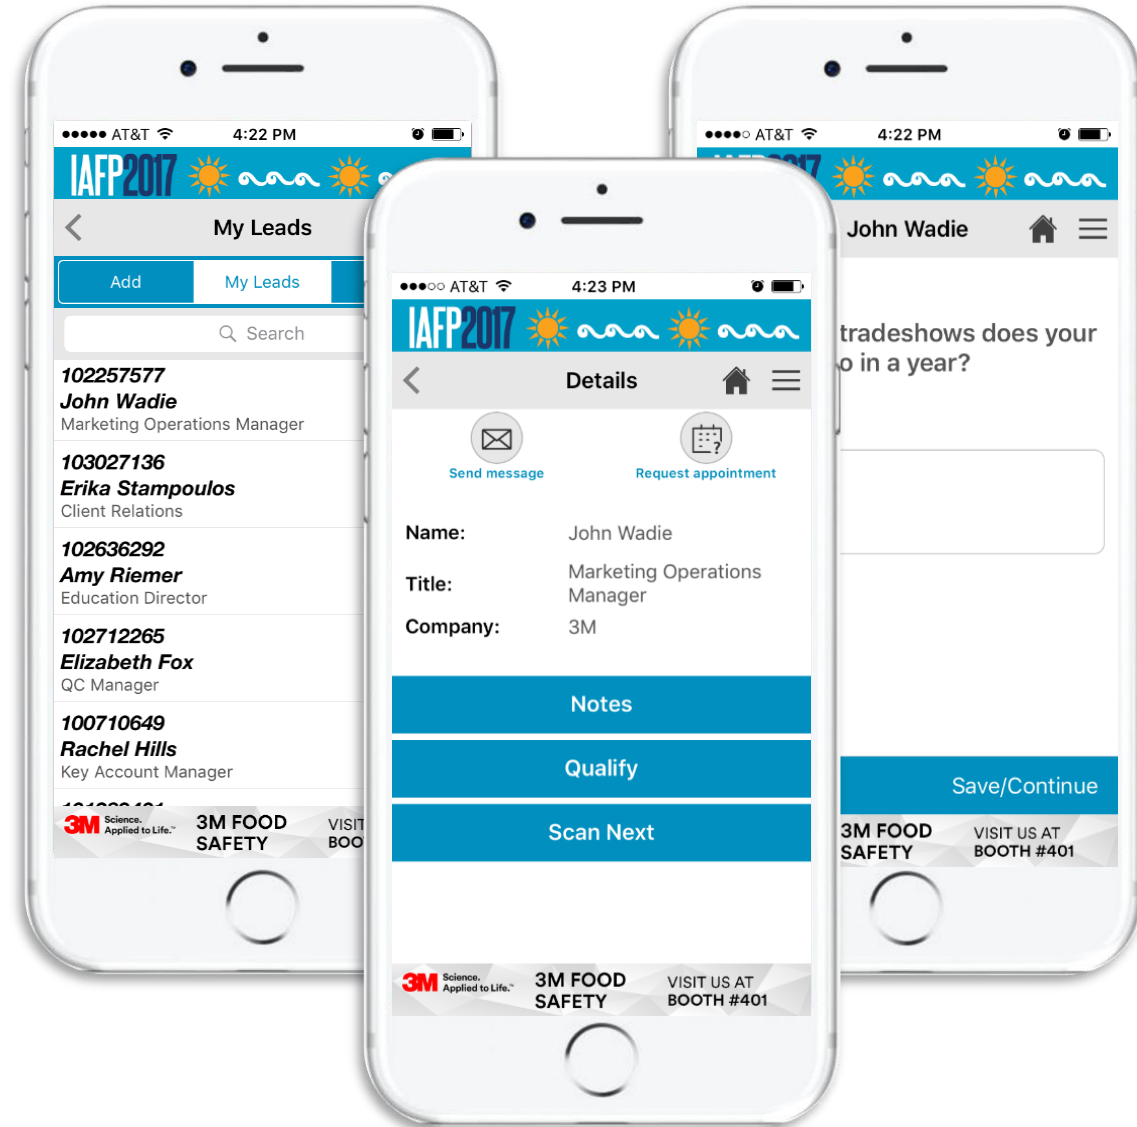 AT&T 4:22 PM
IAFP2017
My Leads
Add My Leads
Search
102257577
John Wadie
Marketing Operations Manager
103027136
Erika Stampoulos
Client Relations
102636292
Amy Riemer
Education Director
102712265
Elizabeth Fox
QC Manager
100710649
Rachel Hills
Key Account Manager
3M Science.
Applied to Life.™
3M FOOD
SAFETY
VISIT
BOO
AT&T 4:23 PM
IAFP2017
Details
Send message Request appointment
Name: John Wadie
Title: Marketing Operations
Manager
Company: 3M
Notes
Qualify
Scan Next
3M Science.
Applied to Life.™
3M FOOD
SAFETY
VISIT US AT
BOOTH #401
AT&T 4:22 PM
John Wadie
tradeshows does your
o in a year?
Save/Continue
3M FOOD
SAFETY
VISIT US AT
BOOTH #401